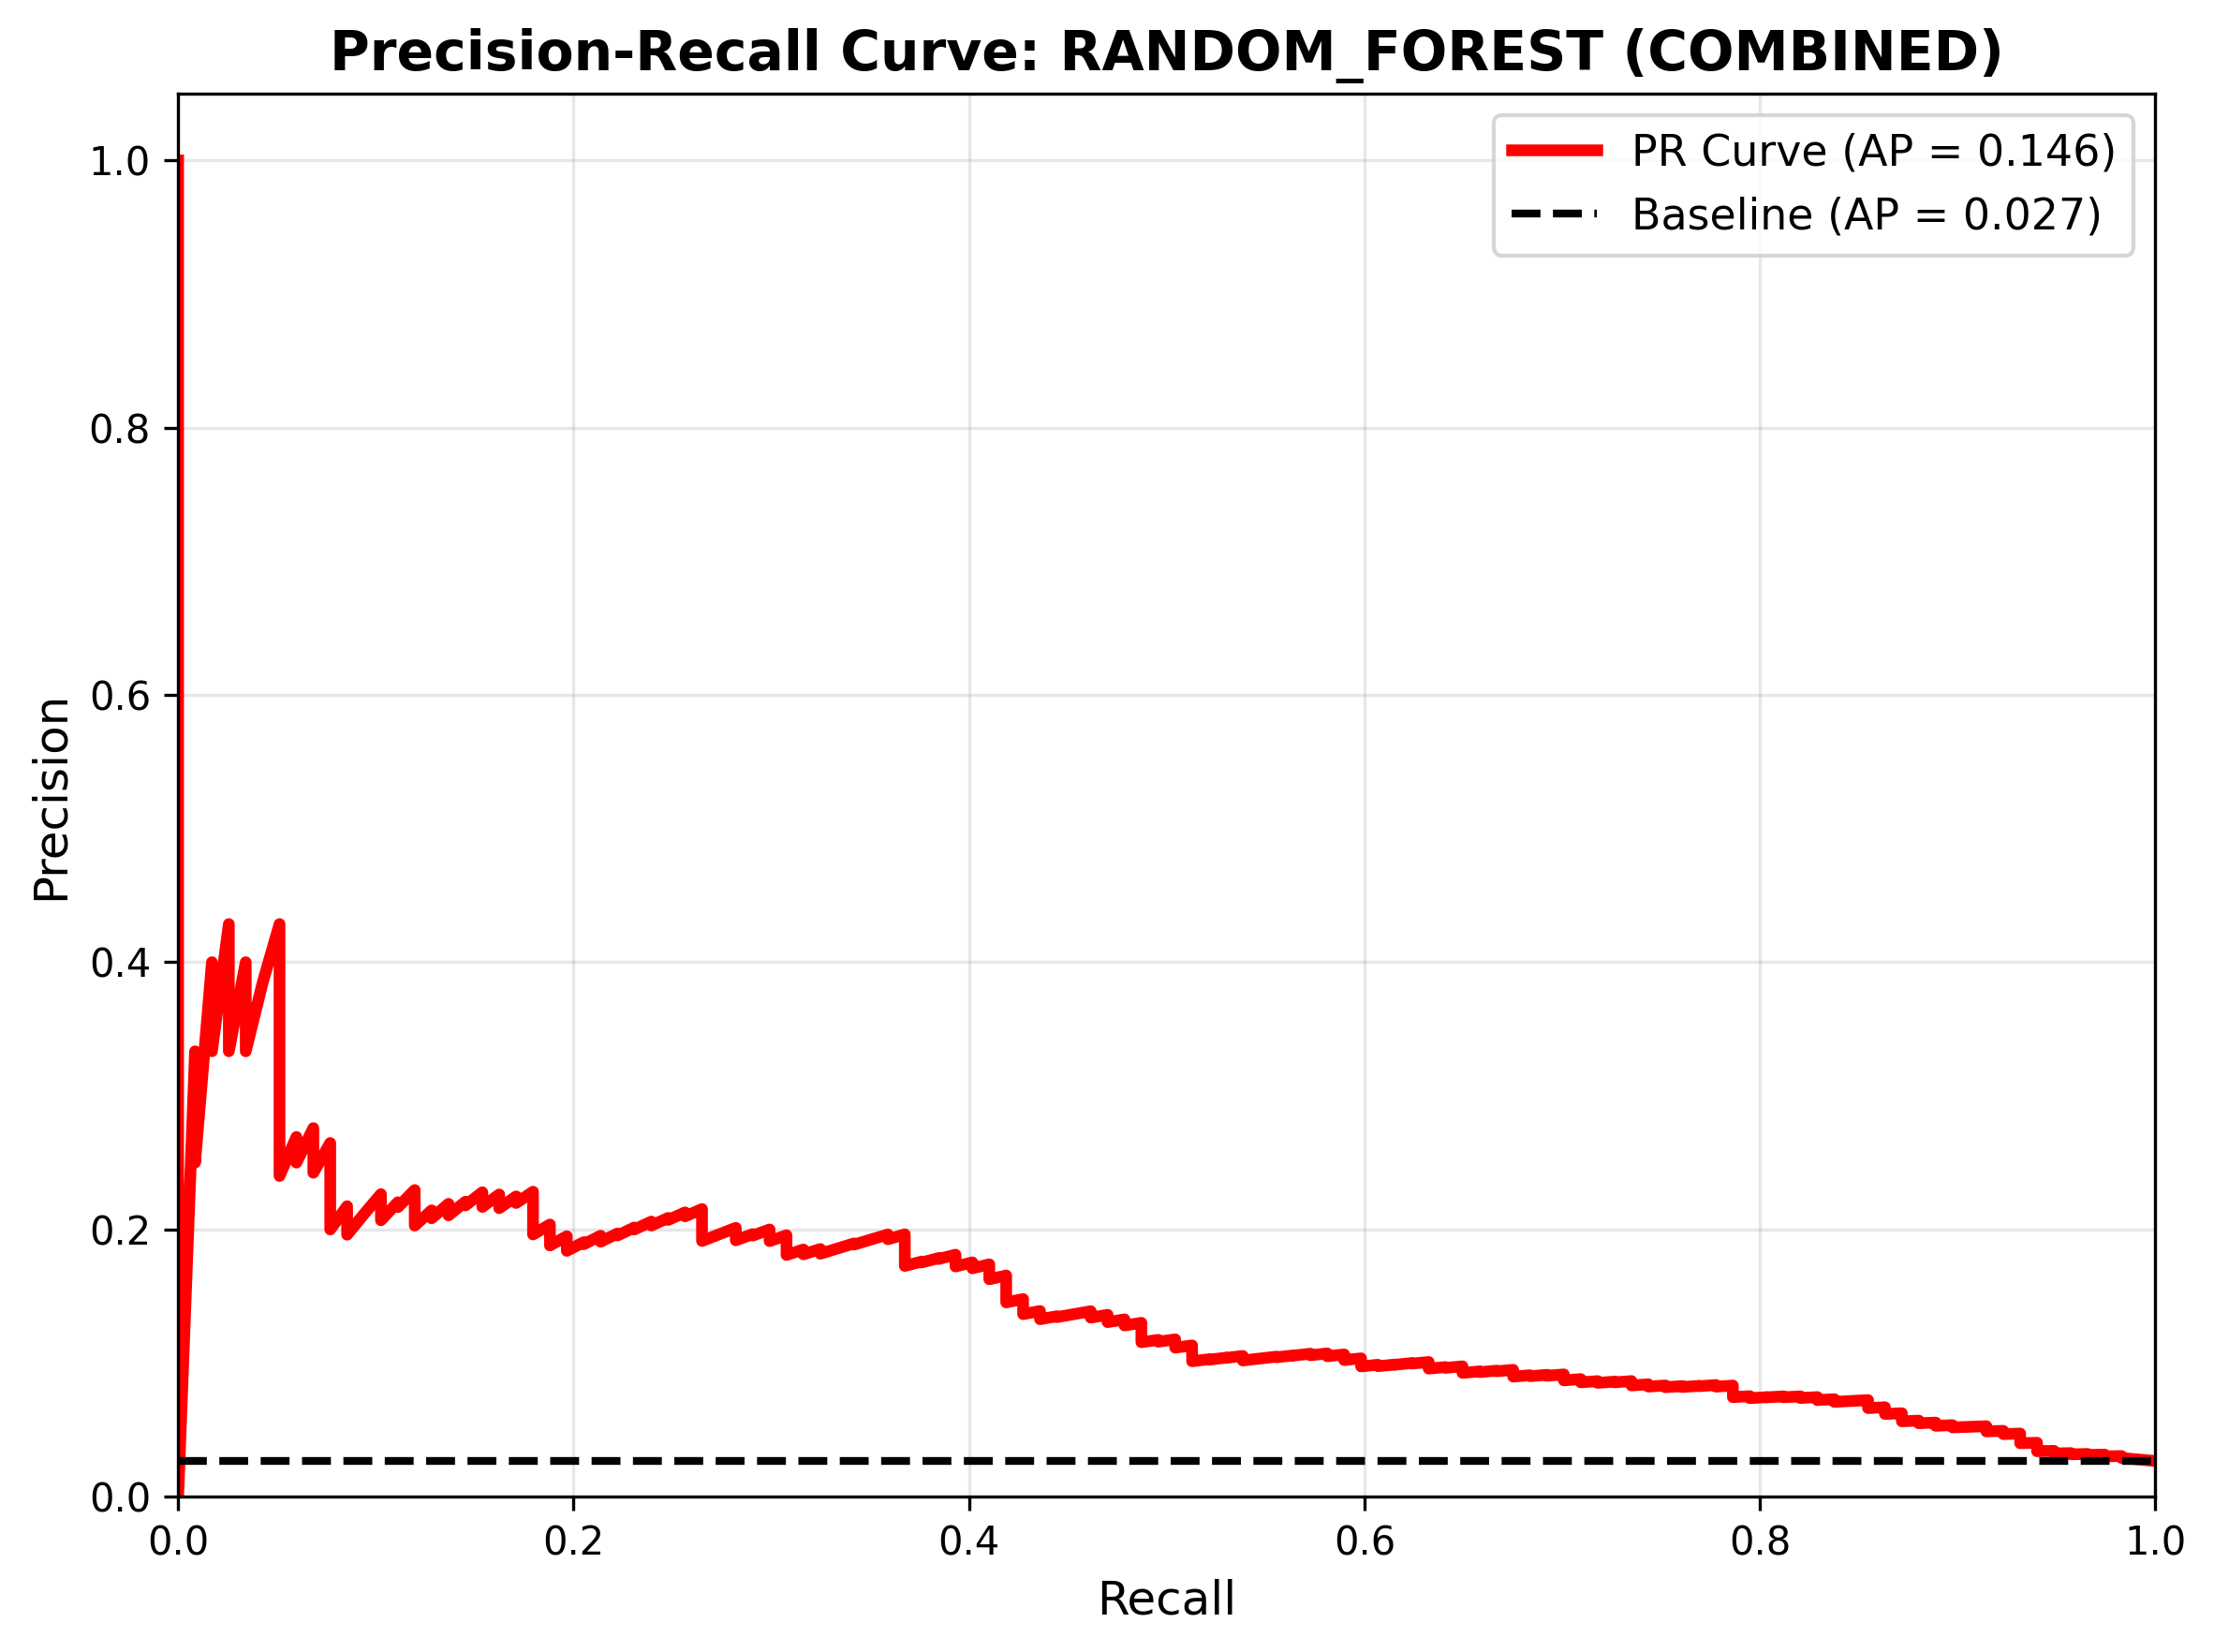 Precision-Recall Curve: RANDOM_FOREST (COMBINED)
PR Curve (AP = 0.146)
Baseline (AP = 0.027)
Precision
1.0
0.8
0.6
0.4
0.2
0.0
0.0 0.2 0.4 0.6 0.8 1.0
Recall